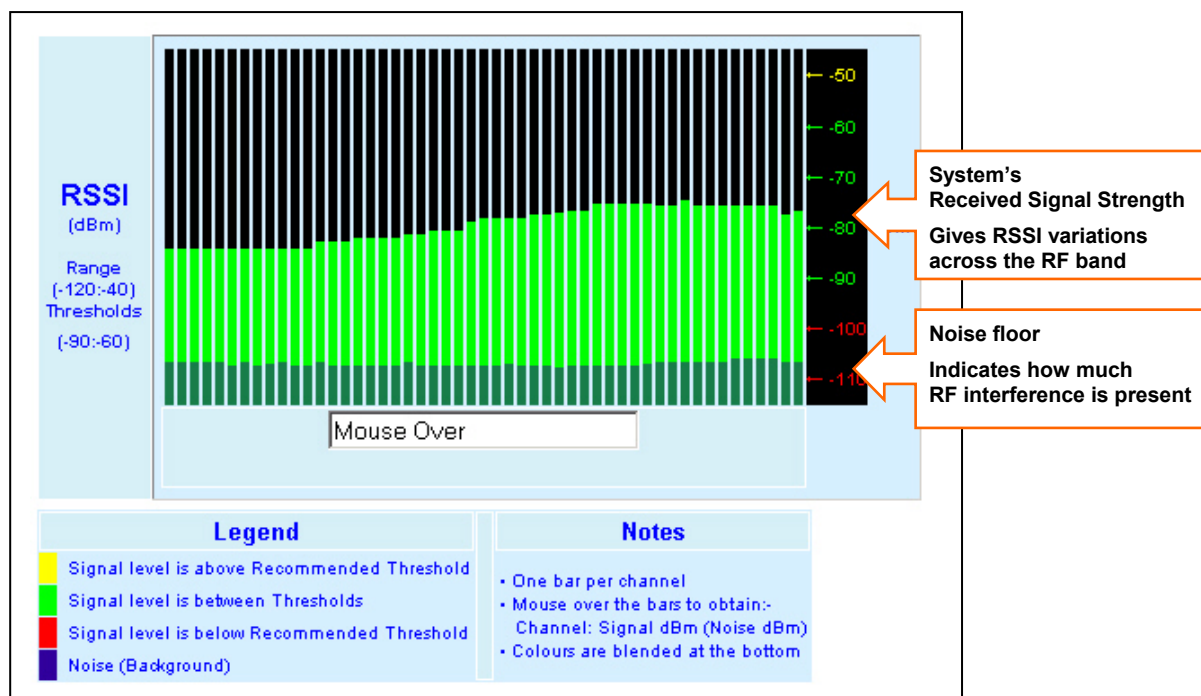 RSSI
(dBm)
Range
(-120:-40)
Thresholds
(-90:-60)
-50
-60
-70
-80
-90
-100
-110
Mouse Over
System's
Received Signal Strength
Gives RSSI variations
across the RF band
Noise floor
Indicates how much
RF interference is present
Legend
Signal level is above Recommended Threshold
Signal level is between Thresholds
Signal level is below Recommended Threshold
Noise (Background)
Notes
• One bar per channel
• Mouse over the bars to obtain:-
Channel: Signal dBm (Noise dBm)
• Colours are blended at the bottom